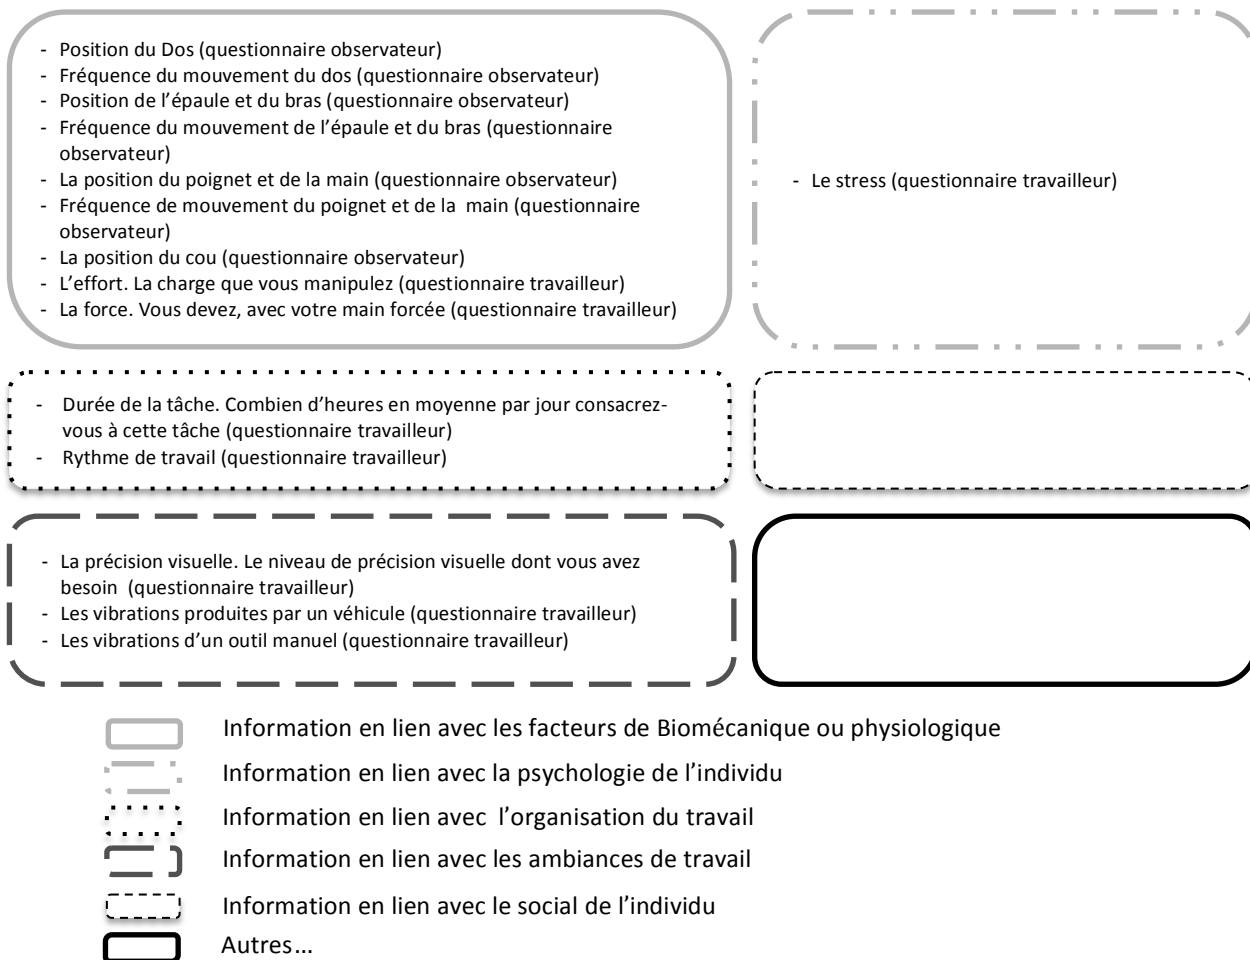 - Position du Dos (questionnaire observateur)
- Fréquence du mouvement du dos (questionnaire observateur)
- Position de l'épaule et du bras (questionnaire observateur)
- Fréquence du mouvement de l'épaule et du bras (questionnaire
observateur)
- La position du poignet et de la main (questionnaire observateur)
- Fréquence de mouvement du poignet et de la main (questionnaire
observateur)
- La position du cou (questionnaire observateur)
- L'effort. La charge que vous manipulez (questionnaire travailleur)
- La force. Vous devez, avec votre main forcée (questionnaire travailleur)
- Le stress (questionnaire travailleur)
- Durée de la tâche. Combien d'heures en moyenne par jour consacrez-
vous à cette tâche (questionnaire travailleur)
- Rythme de travail (questionnaire travailleur)
- La précision visuelle. Le niveau de précision visuelle dont vous avez
besoin (questionnaire travailleur)
- Les vibrations produites par un véhicule (questionnaire travailleur)
- Les vibrations d'un outil manuel (questionnaire travailleur)
Information en lien avec les facteurs de Biomécanique ou physiologique
Information en lien avec la psychologie de l'individu
Information en lien avec l'organisation du travail
Information en lien avec les ambiances de travail
Information en lien avec le social de l'individu
Autres...